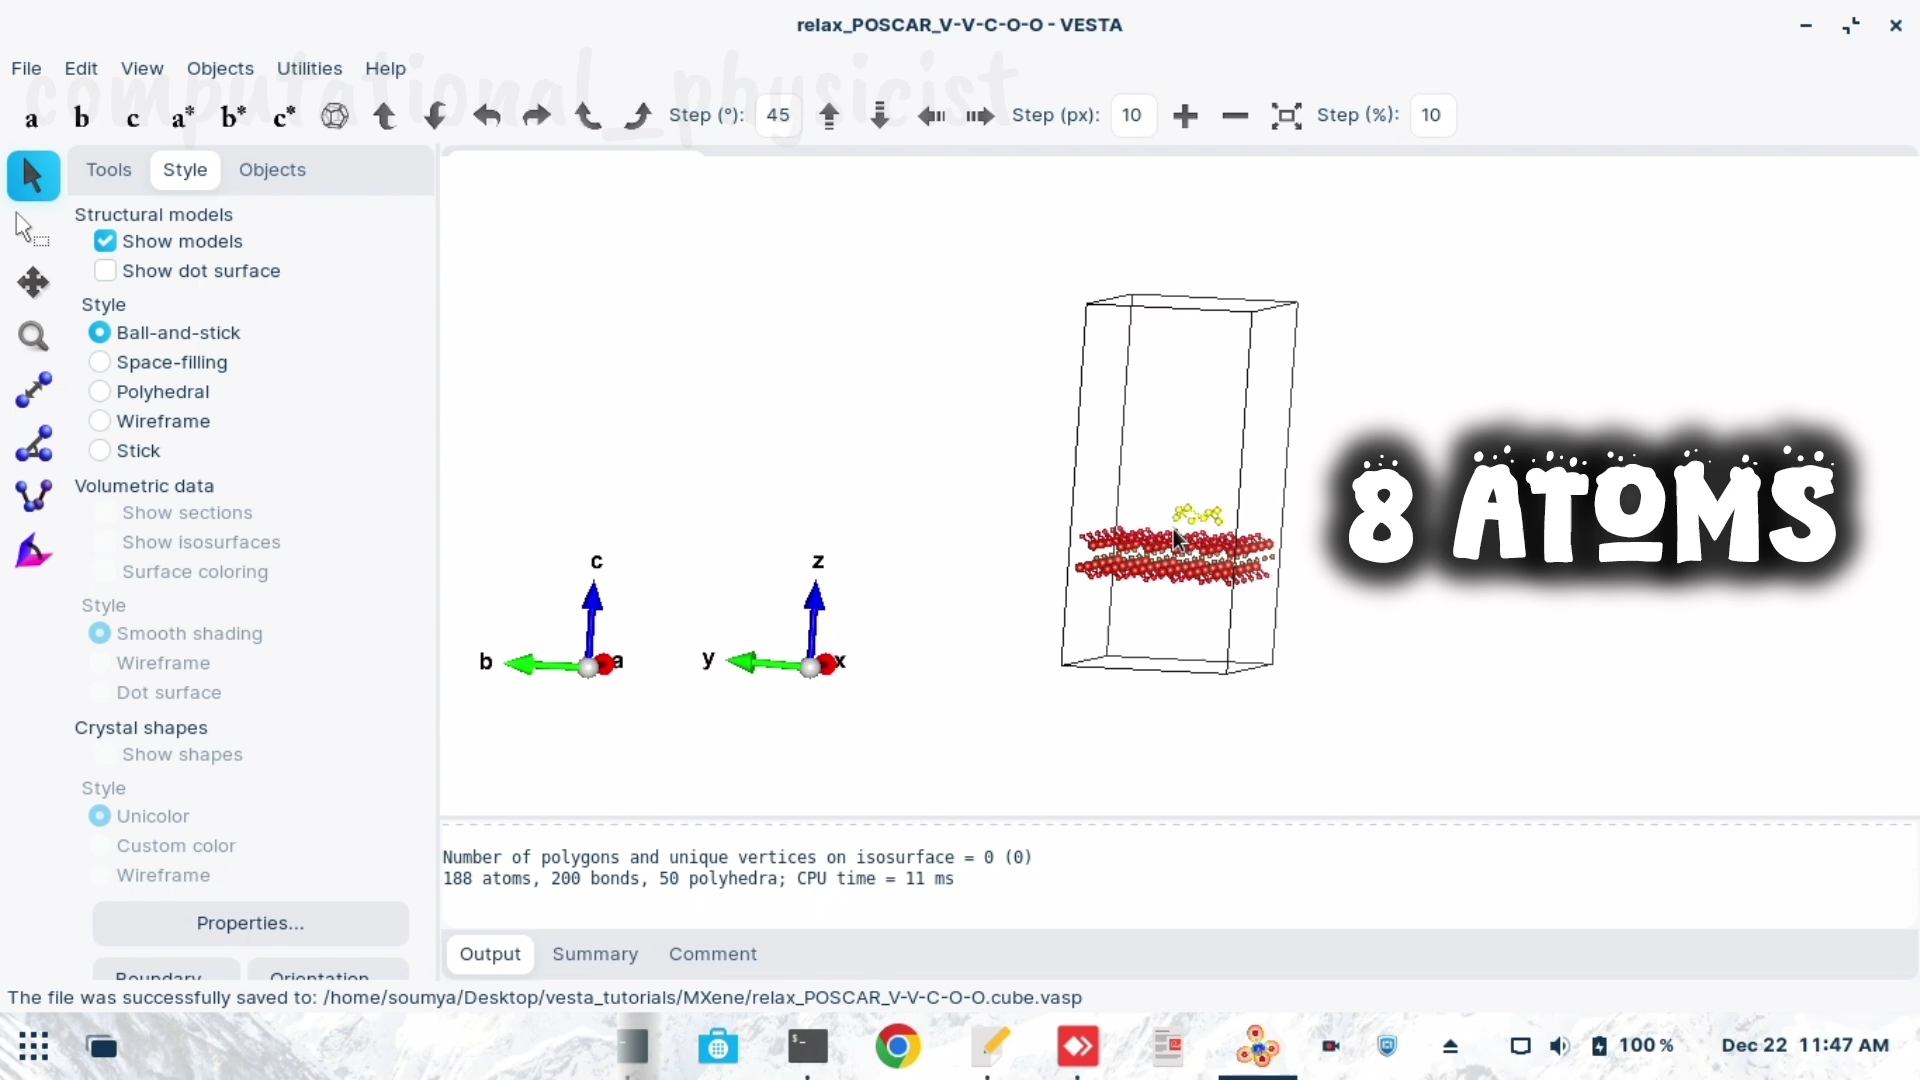 relax_POSCAR_V-V-C-O-O - VESTA
File Edit View Objects Utilities Help
computational_physicist
a b c a* b* c* Step (°): 45 Step (px): 10 Step (%): 10
Tools Style Objects
Structural models
Show models
Show dot surface
Style
Ball-and-stick
Space-filling
Polyhedral
Wireframe
Stick
Volumetric data
Show sections
Show isosurfaces
Surface coloring
Style
Smooth shading
Wireframe
Dot surface
Crystal shapes
Show shapes
Style
Unicolor
Custom color
Wireframe
Properties...
Boundary... Orientation...
c
b
a
z
y
x
8 ATOMS
Number of polygons and unique vertices on isosurface = 0 (0)
188 atoms, 200 bonds, 50 polyhedra; CPU time = 11 ms
Output Summary Comment
The file was successfully saved to: /home/soumya/Desktop/vesta_tutorials/MXene/relax_POSCAR_V-V-C-O-O.cube.vasp
100 % Dec 22 11:47 AM